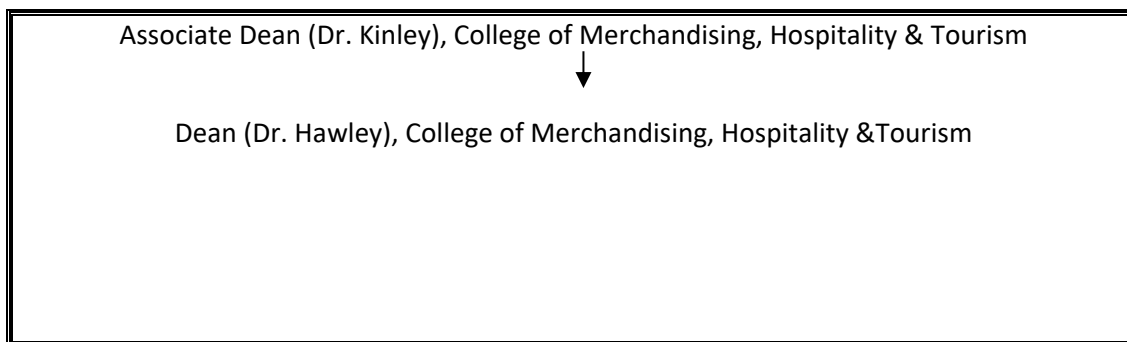 Associate Dean (Dr. Kinley), College of Merchandising, Hospitality & Tourism
Dean (Dr. Hawley), College of Merchandising, Hospitality &Tourism